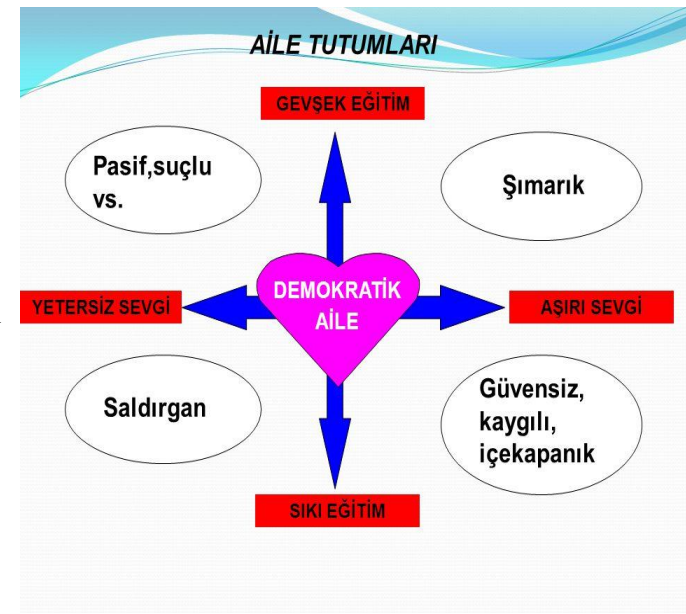 AİLE TUTUMLARI
GEVŞEK EĞİTİM
Pasif,suçlu
vs.
Şımarık
DEMOKRATİK
AİLE
YETERSİZ SEVGİ
AŞIRI SEVGİ
Saldırgan
Güvensiz,
kaygılı,
içekapanık
SIKI EĞİTİM